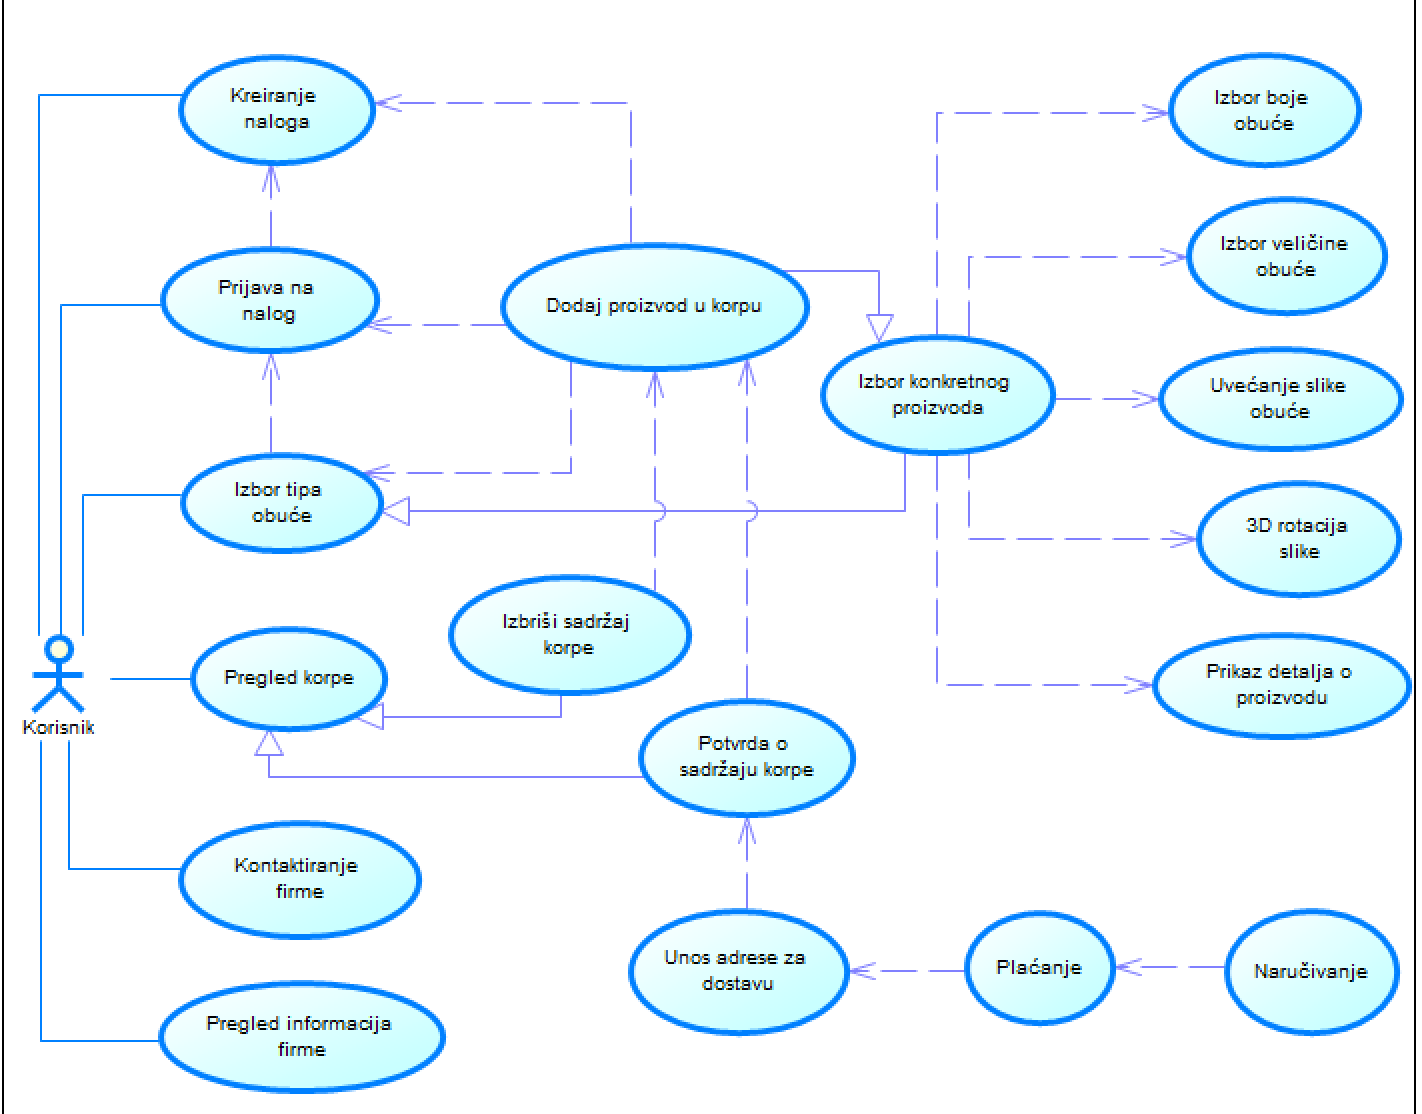 Kreiranje
naloga
Izbor boje
obuće
Izbor veličine
obuće
Prijava na
nalog
Dodaj proizvod u korpu
Izbor konkretnog
proizvoda
Uvećanje slike
obuće
Izbor tipa
obuće
3D rotacija
slike
Izbriši sadržaj
korpe
Pregled korpe
Prikaz detalja o
proizvodu
Korisnik
Potvrda o
sadržaju korpe
Kontaktiranje
firme
Unos adrese za
dostavu
Plaćanje
Naručivanje
Pregled informacija
firme